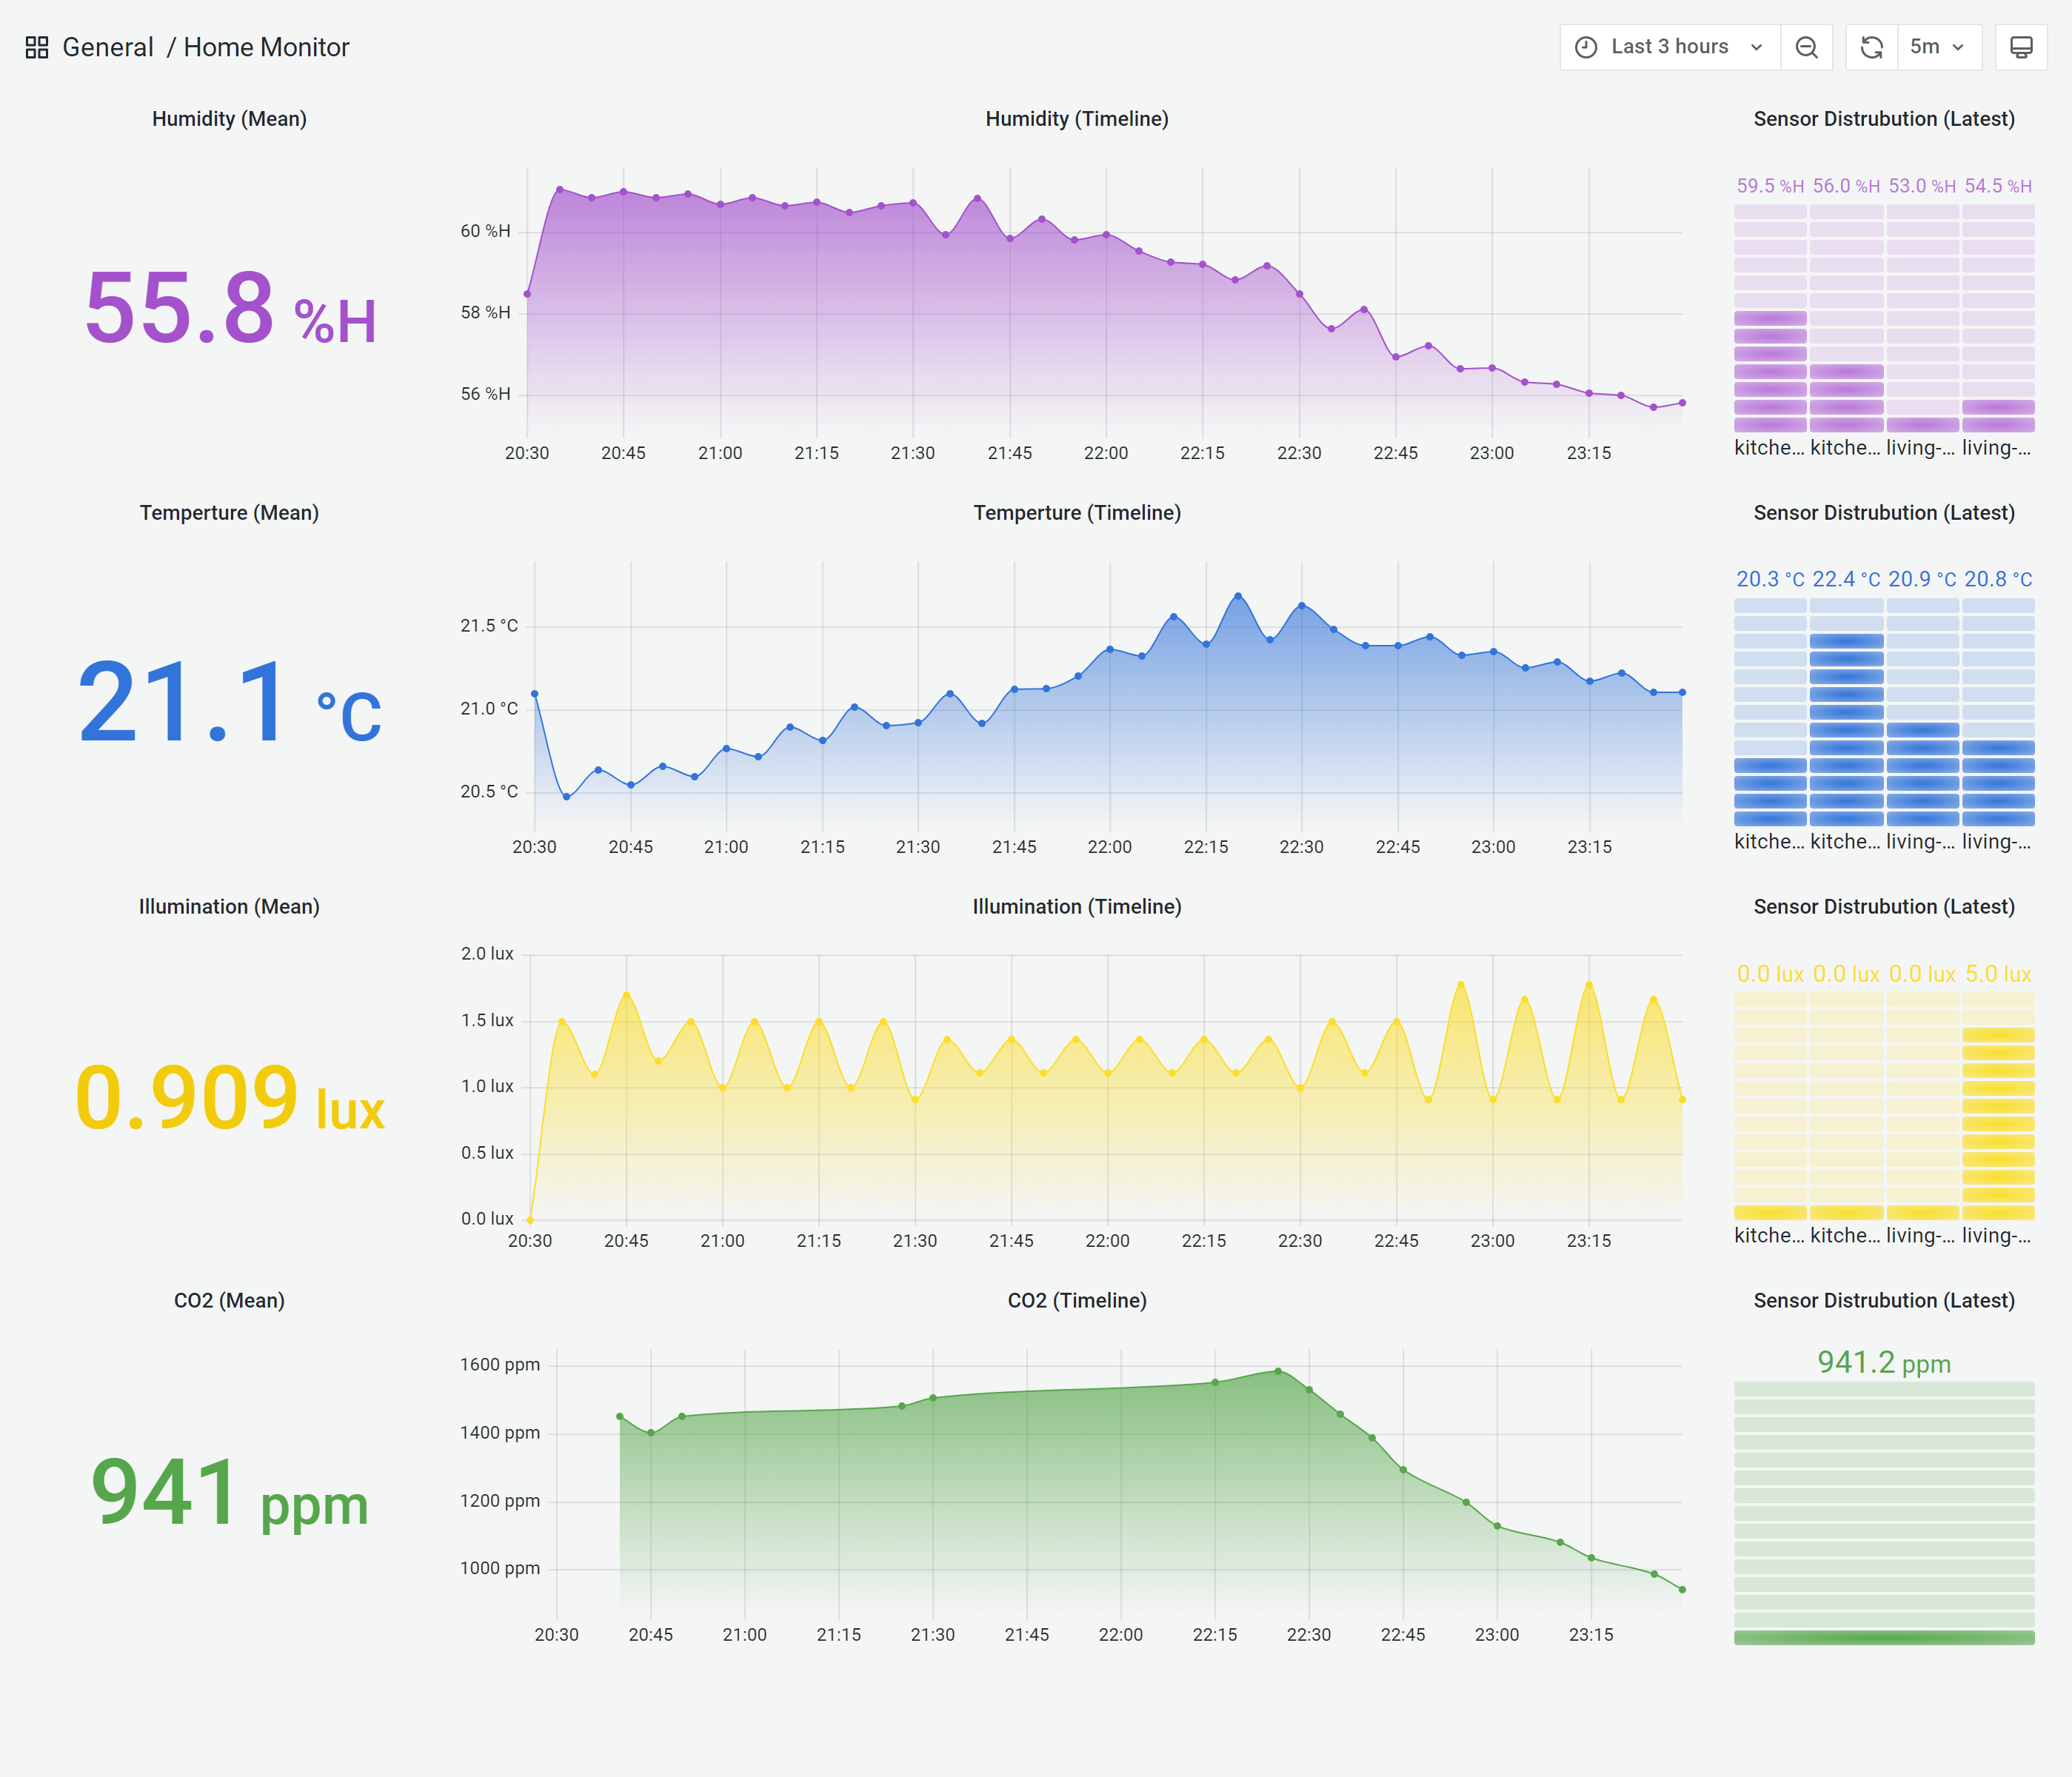 General / Home Monitor
Last 3 hours
5m
Humidity (Mean)
55.8 %H
Humidity (Timeline)
60 %H
58 %H
56 %H
20:30 20:45 21:00 21:15 21:30 21:45 22:00 22:15 22:30 22:45 23:00 23:15
Sensor Distrubution (Latest)
59.5 %H 56.0 %H 53.0 %H 54.5 %H
kitche... kitche... living-... living-...
Temperture (Mean)
21.1 °C
Temperture (Timeline)
21.5 °C
21.0 °C
20.5 °C
20:30 20:45 21:00 21:15 21:30 21:45 22:00 22:15 22:30 22:45 23:00 23:15
Sensor Distrubution (Latest)
20.3 °C 22.4 °C 20.9 °C 20.8 °C
kitche... kitche... living-... living-...
Illumination (Mean)
0.909 lux
Illumination (Timeline)
2.0 lux
1.5 lux
1.0 lux
0.5 lux
0.0 lux
20:30 20:45 21:00 21:15 21:30 21:45 22:00 22:15 22:30 22:45 23:00 23:15
Sensor Distrubution (Latest)
0.0 lux 0.0 lux 0.0 lux 5.0 lux
kitche... kitche... living-... living-...
CO2 (Mean)
941 ppm
CO2 (Timeline)
1600 ppm
1400 ppm
1200 ppm
1000 ppm
20:30 20:45 21:00 21:15 21:30 21:45 22:00 22:15 22:30 22:45 23:00 23:15
Sensor Distrubution (Latest)
941.2 ppm